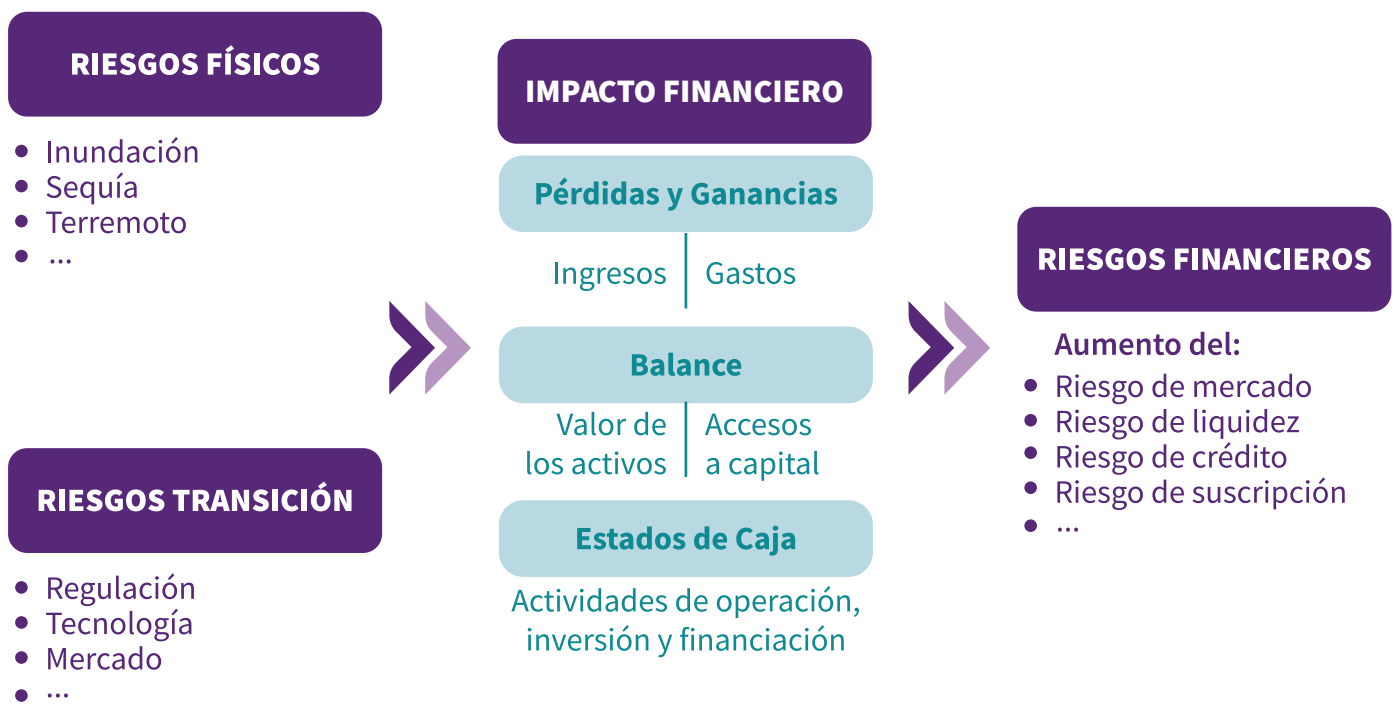 RIESGOS FÍSICOS
• Inundación
• Sequía
• Terremoto
• ...
RIESGOS TRANSICIÓN
• Regulación
• Tecnología
• Mercado
• ...
IMPACTO FINANCIERO
Pérdidas y Ganancias
Ingresos | Gastos
Balance
Valor de | Accesos
los activos | a capital
Estados de Caja
Actividades de operación,
inversión y financiación
RIESGOS FINANCIEROS
Aumento del:
• Riesgo de mercado
• Riesgo de liquidez
• Riesgo de crédito
• Riesgo de suscripción
• ...